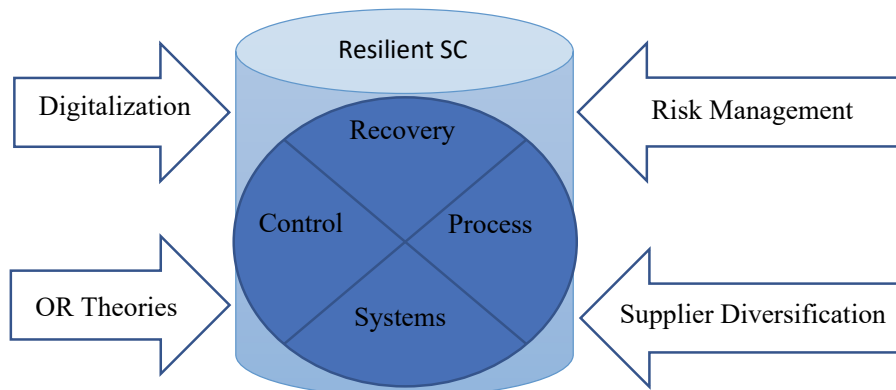 Resilient SC
Digitalization
Risk Management
Recovery
Control
Process
OR Theories
Systems
Supplier Diversification